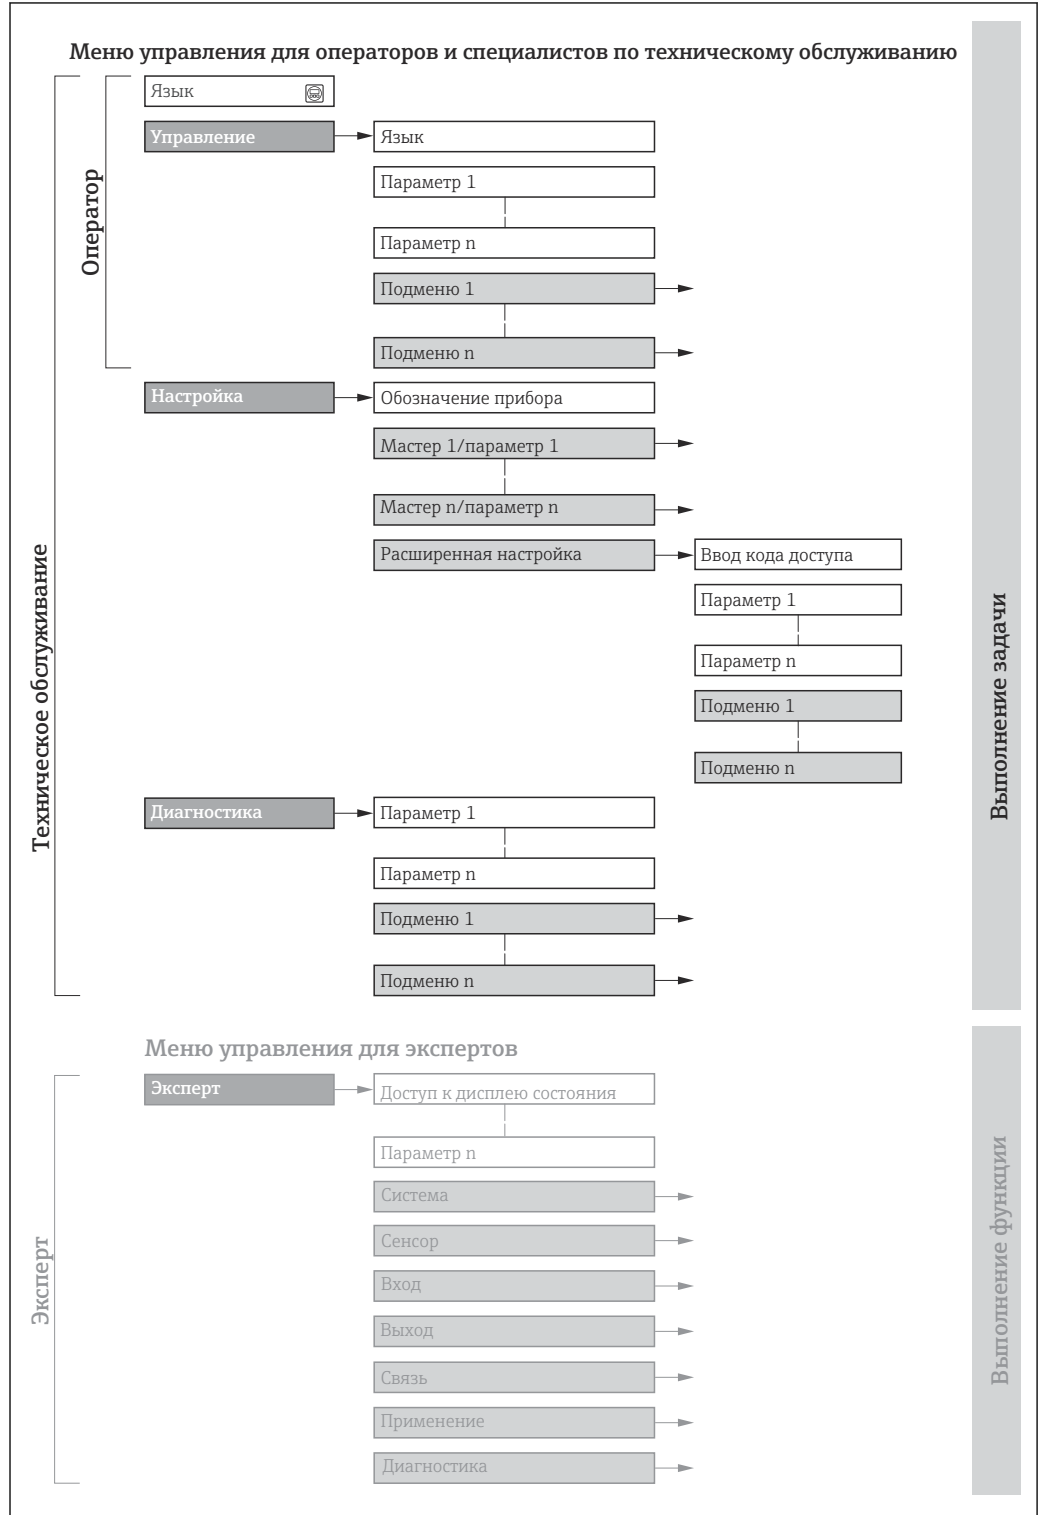 Меню управления для операторов и специалистов по техническому обслуживанию
Оператор
Техническое обслуживание
Язык
Управление
Язык
Параметр 1
Параметр n
Подменю 1
Подменю n
Настройка
Обозначение прибора
Мастер 1/параметр 1
Мастер n/параметр n
Расширенная настройка
Ввод кода доступа
Параметр 1
Параметр n
Подменю 1
Подменю n
Диагностика
Параметр 1
Параметр n
Подменю 1
Подменю n
Выполнение задачи
Меню управления для экспертов
Эксперт
Эксперт
Доступ к дисплею состояния
Параметр n
Система
Сенсор
Вход
Выход
Связь
Применение
Диагностика
Выполнение функции